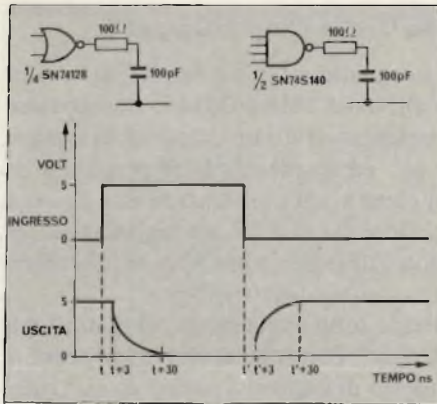 100Ω
1/4 SN74128
100pF
100Ω
1/2 SN74S140
100pF
VOLT
5
INGRESSO
0
5
USCITA
0
t t+3 t+30 t' t'+3 t'+30
TEMPO ns